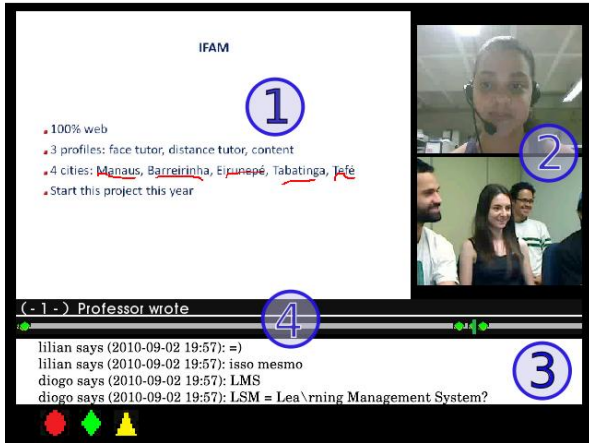 IFAM
100% web
3 profiles: face tutor, distance tutor, content
4 cities: Manaus, Barreirinha, Eirunepé, Tabatinga, Tefé
Start this project this year
1
2
(-1-) Professor wrote
4
lilian says (2010-09-02 19:57): =)
lilian says (2010-09-02 19:57): isso mesmo
diogo says (2010-09-02 19:57): LMS
diogo says (2010-09-02 19:57): LSM = Lea\rning Management System?
3